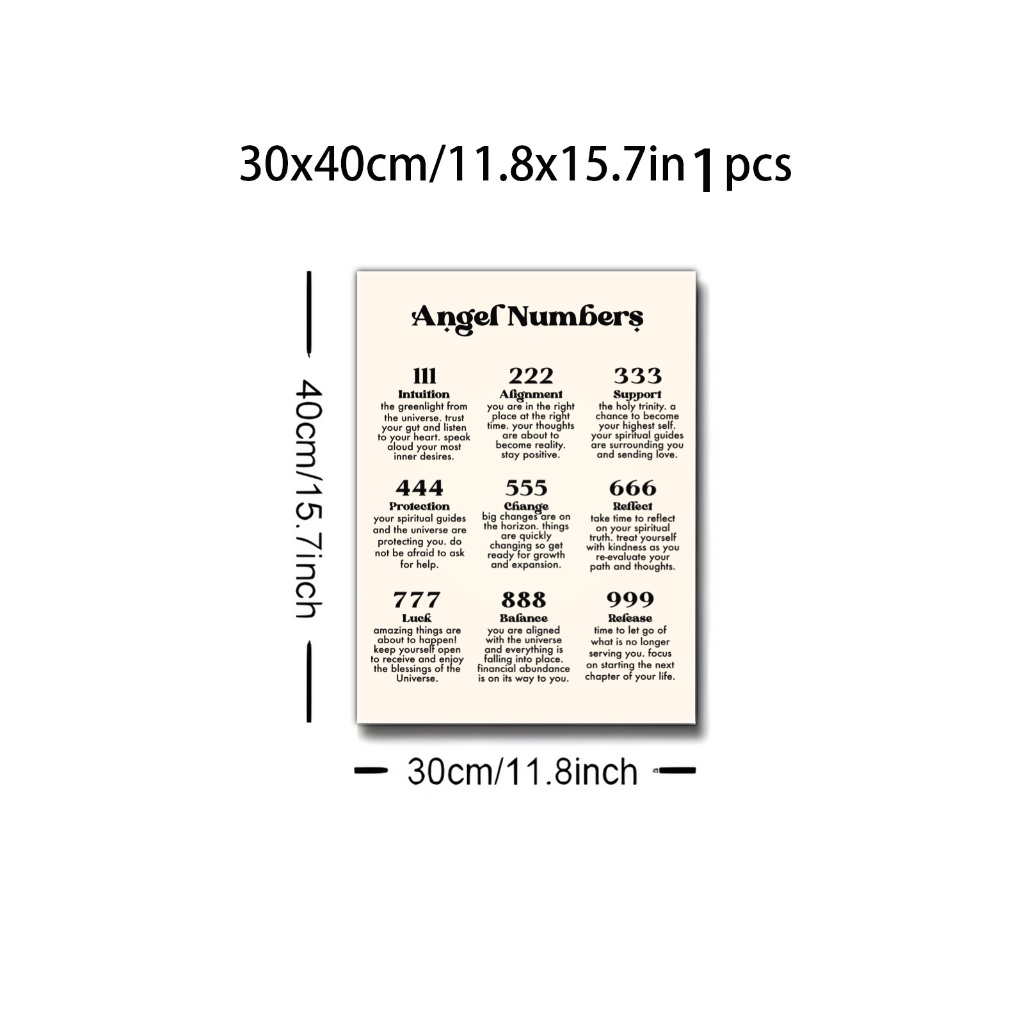 30x40cm/11.8x15.7in 1 pcs
40cm/15.7inch
Angel Numbers
111
Intuition
the greenlight from
the universe. trust
your gut and listen
to your heart. speak
aloud your most
inner desires.
222
Alignment
you are in the right
place at the right
time. your thoughts
are about to
become reality.
stay positive.
333
Support
the holy trinity. a
chance to become
your highest self.
your spiritual guides
are surrounding you
and sending love.
444
Protection
your spiritual guides
and the universe are
protecting you. do
not be afraid to ask
for help.
555
Change
big changes are on
the horizon. things
are quickly
changing so get
ready for growth
and expansion.
666
Reflect
take time to reflect
on your spiritual
truth. treat yourself
with kindness as you
re-evaluate your
path and thoughts.
777
Luck
amazing things are
about to happen!
keep yourself open
to receive and enjoy
the blessings of the
Universe.
888
Balance
you are aligned
with the universe
and everything is
falling into place.
financial abundance
is on its way to you.
999
Release
time to let go of
what is no longer
serving you. focus
on starting the next
chapter of your life.
30cm/11.8inch